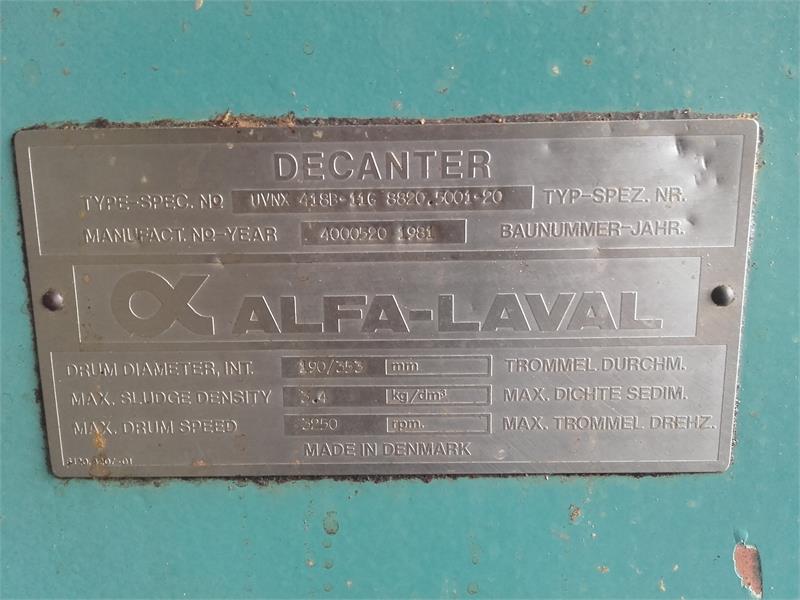 DECANTER
TYPE-SPEC. NO UVNX 418B-11G 8820.5001-20 TYP-SPEZ. NR.
MANUFACT. NO-YEAR 4000520 1981 BAUNUMMER-JAHR.
ALFA-LAVAL
DRUM DIAMETER, INT. 190/353 mm TROMMEL DURCHM.
MAX. SLUDGE DENSITY 3.4 kg/dm³ MAX. DICHTE SEDIM.
MAX. DRUM SPEED 3250 rpm. MAX. TROMMEL DREHZ.
MADE IN DENMARK